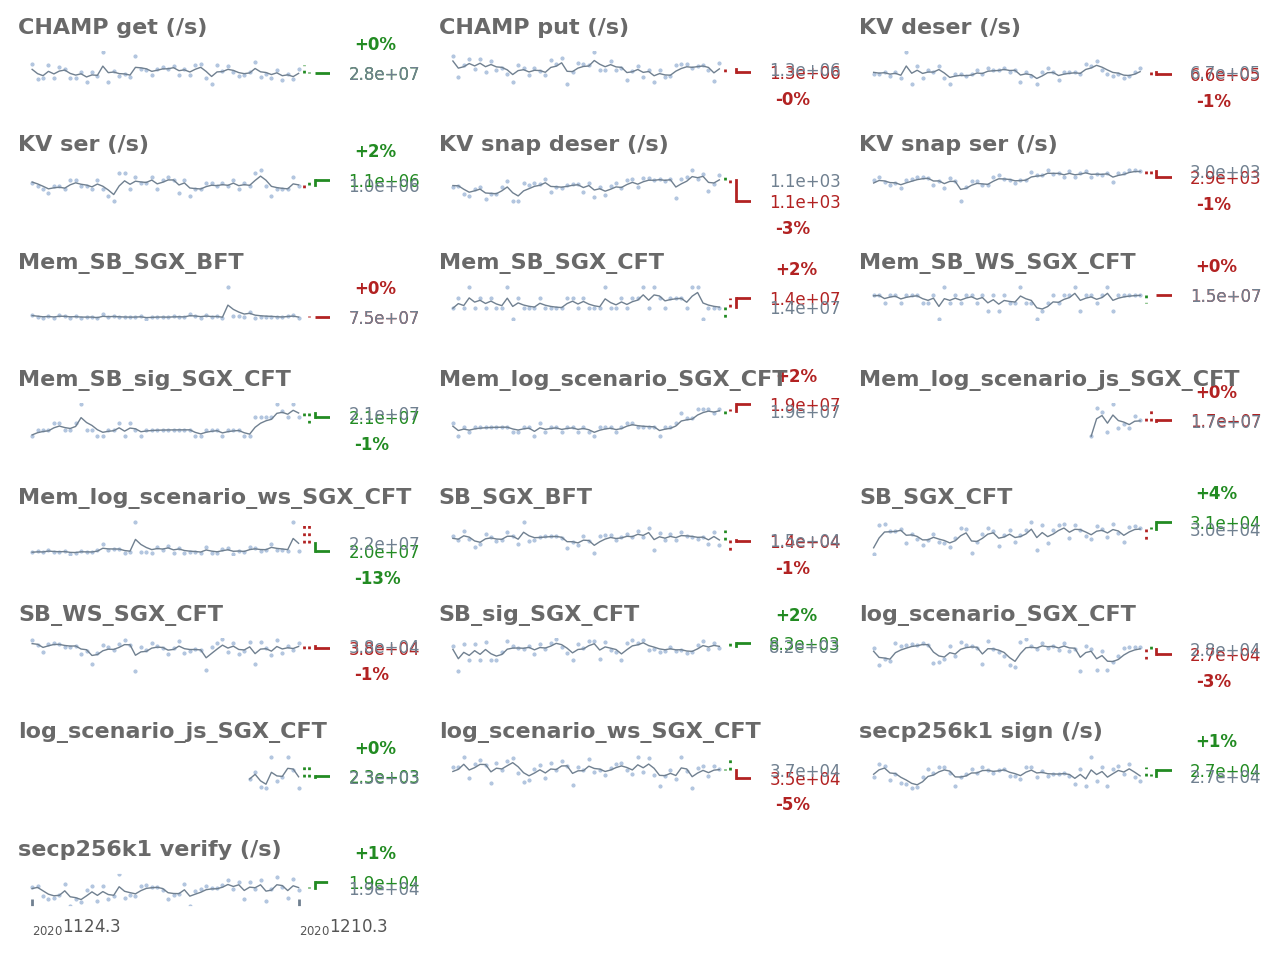 CHAMP get (/s)
+0%
2.8e+07
CHAMP put (/s)
1.3e+06
1.3e+06
-0%
KV deser (/s)
6.7e+05
6.6e+05
-1%
KV ser (/s)
+2%
1.1e+06
1.0e+06
KV snap deser (/s)
1.1e+03
1.1e+03
-3%
KV snap ser (/s)
3.0e+03
2.9e+03
-1%
Mem_SB_SGX_BFT
+0%
7.5e+07
Mem_SB_SGX_CFT
+2%
1.4e+07
1.4e+07
Mem_SB_WS_SGX_CFT
+0%
1.5e+07
Mem_SB_sig_SGX_CFT
2.1e+07
2.1e+07
-1%
Mem_log_scenario_SGX_CFT
+2%
1.9e+07
1.9e+07
Mem_log_scenario_js_SGX_CFT
+0%
1.7e+07
Mem_log_scenario_ws_SGX_CFT
2.2e+07
2.0e+07
-13%
SB_SGX_BFT
1.4e+04
-1%
SB_SGX_CFT
+4%
3.1e+04
3.0e+04
SB_WS_SGX_CFT
3.8e+04
3.8e+04
-1%
SB_sig_SGX_CFT
+2%
8.3e+03
8.2e+03
log_scenario_SGX_CFT
2.8e+04
2.7e+04
-3%
log_scenario_js_SGX_CFT
+0%
2.3e+03
log_scenario_ws_SGX_CFT
3.7e+04
3.5e+04
-5%
secp256k1 sign (/s)
+1%
2.7e+04
2.7e+04
secp256k1 verify (/s)
+1%
1.9e+04
1.9e+04
2020 1124.3
2020 1210.3